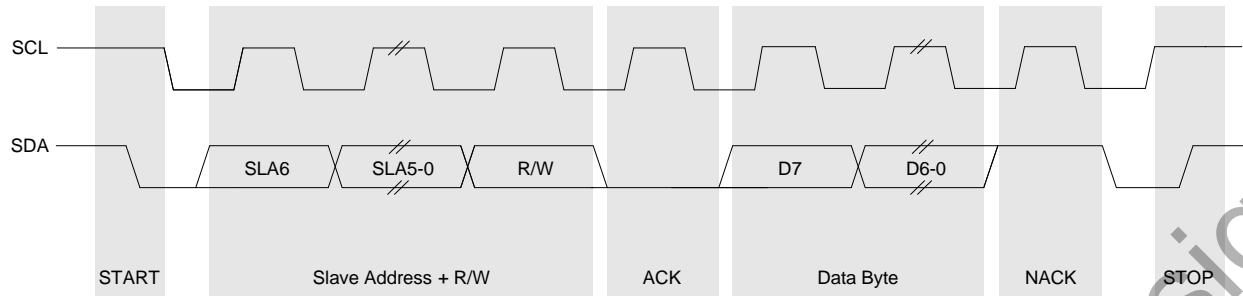 SCL
SDA
SLA6 SLA5-0 R/W D7 D6-0
START Slave Address + R/W ACK Data Byte NACK STOP